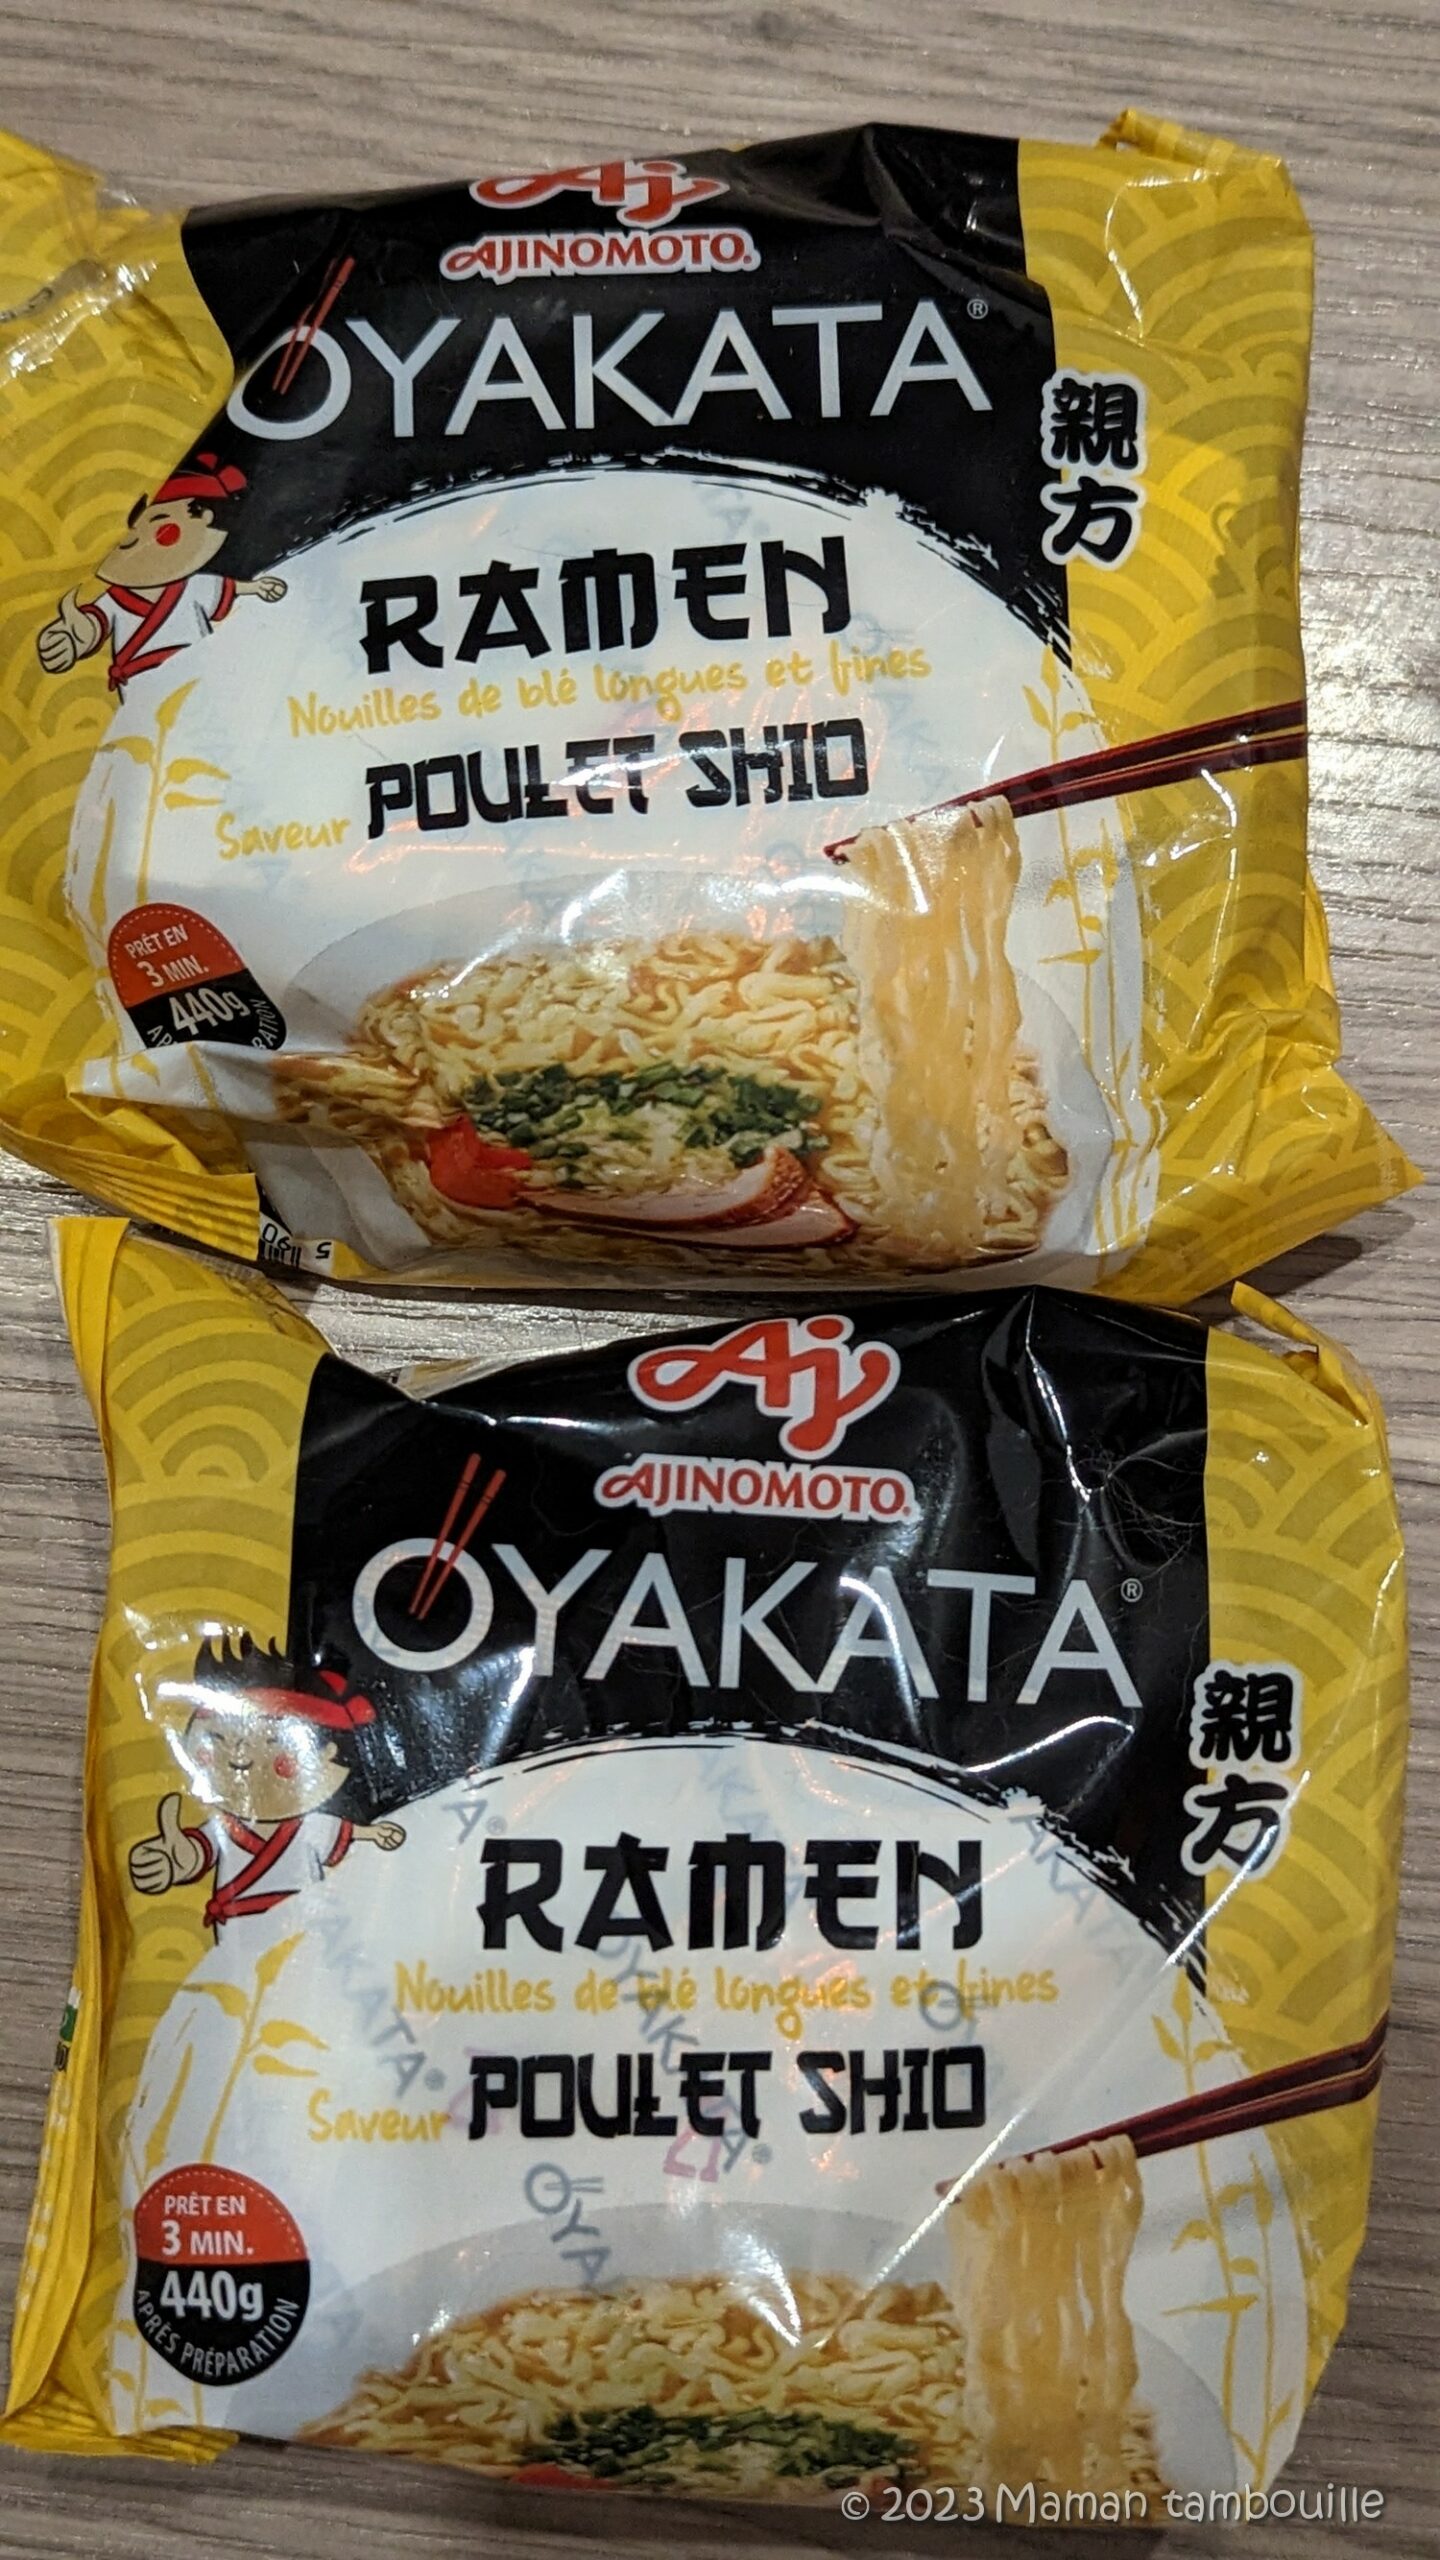 Aj
AJINOMOTO.
OYAKATA®
親方
RAMEN
Nouilles de blé longues et fines
Saveur POULET SHIO
PRÊT EN
3 MIN.
440g
Aj
AJINOMOTO.
OYAKATA®
親方
RAMEN
Nouilles de blé longues et fines
Saveur POULET SHIO
PRÊT EN
3 MIN.
440g
APRÈS PRÉPARATION
© 2023 Maman tambouille